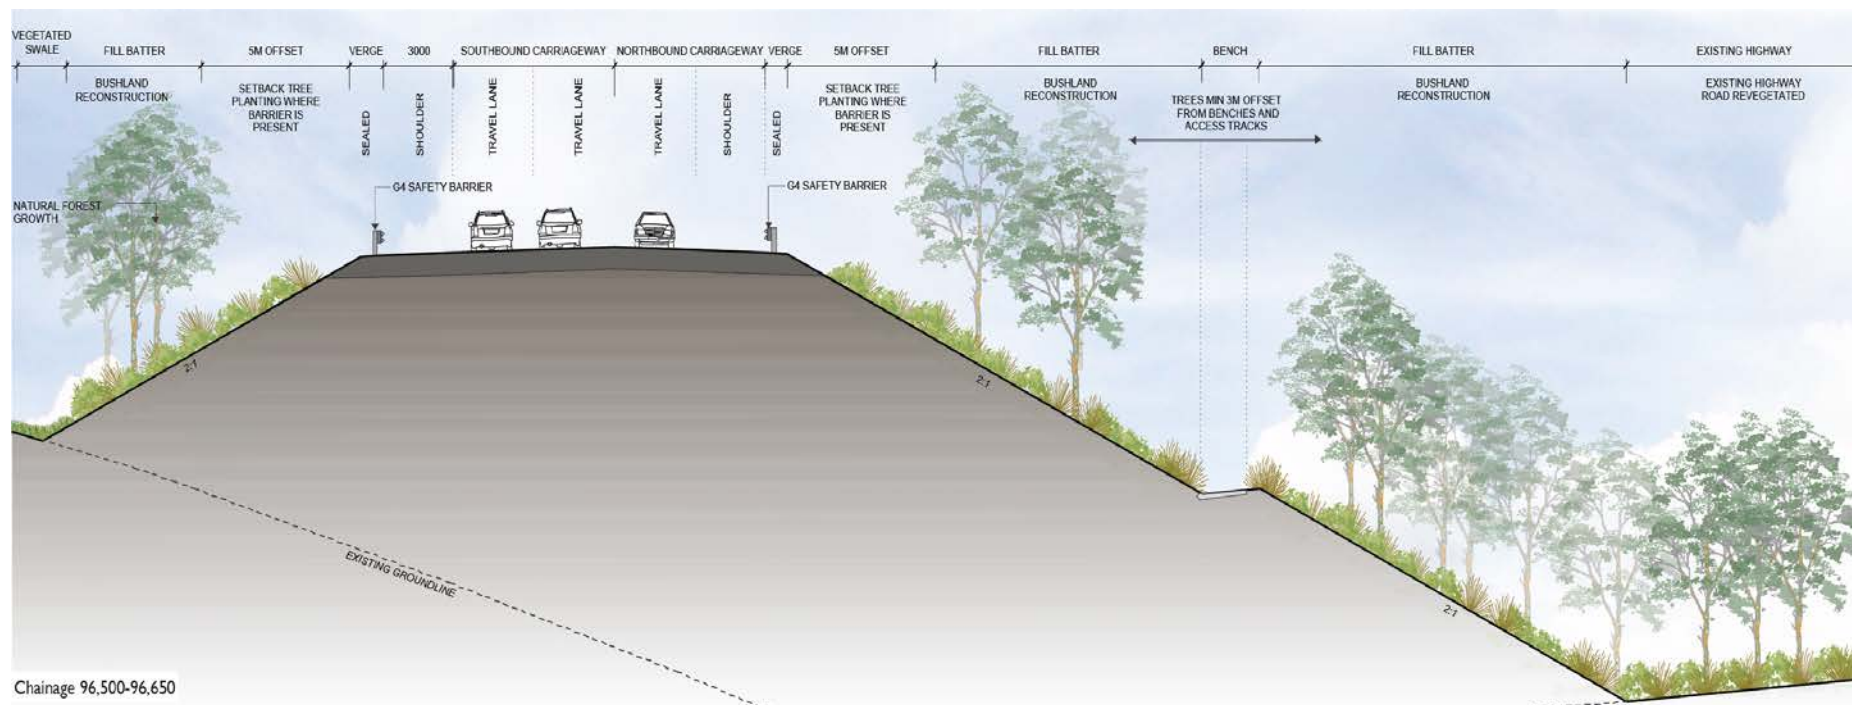 VEGETATED
SWALE
FILL BATTER
5M OFFSET
VERGE
3000
SOUTHBOUND CARRIAGEWAY
NORTHBOUND CARRIAGEWAY
VERGE
5M OFFSET
FILL BATTER
BENCH
FILL BATTER
EXISTING HIGHWAY
BUSHLAND
RECONSTRUCTION
SETBACK TREE
PLANTING WHERE
BARRIER IS
PRESENT
SEALED
SHOULDER
TRAVEL LANE
TRAVEL LANE
TRAVEL LANE
SHOULDER
SEALED
SETBACK TREE
PLANTING WHERE
BARRIER IS
PRESENT
BUSHLAND
RECONSTRUCTION
TREES MIN 3M OFFSET
FROM BENCHES AND
ACCESS TRACKS
BUSHLAND
RECONSTRUCTION
EXISTING HIGHWAY
ROAD REVEGETATED
G4 SAFETY BARRIER
G4 SAFETY BARRIER
NATURAL FOREST
GROWTH
2:1
2:1
2:1
EXISTING GROUNDLINE
Chainage 96,500-96,650